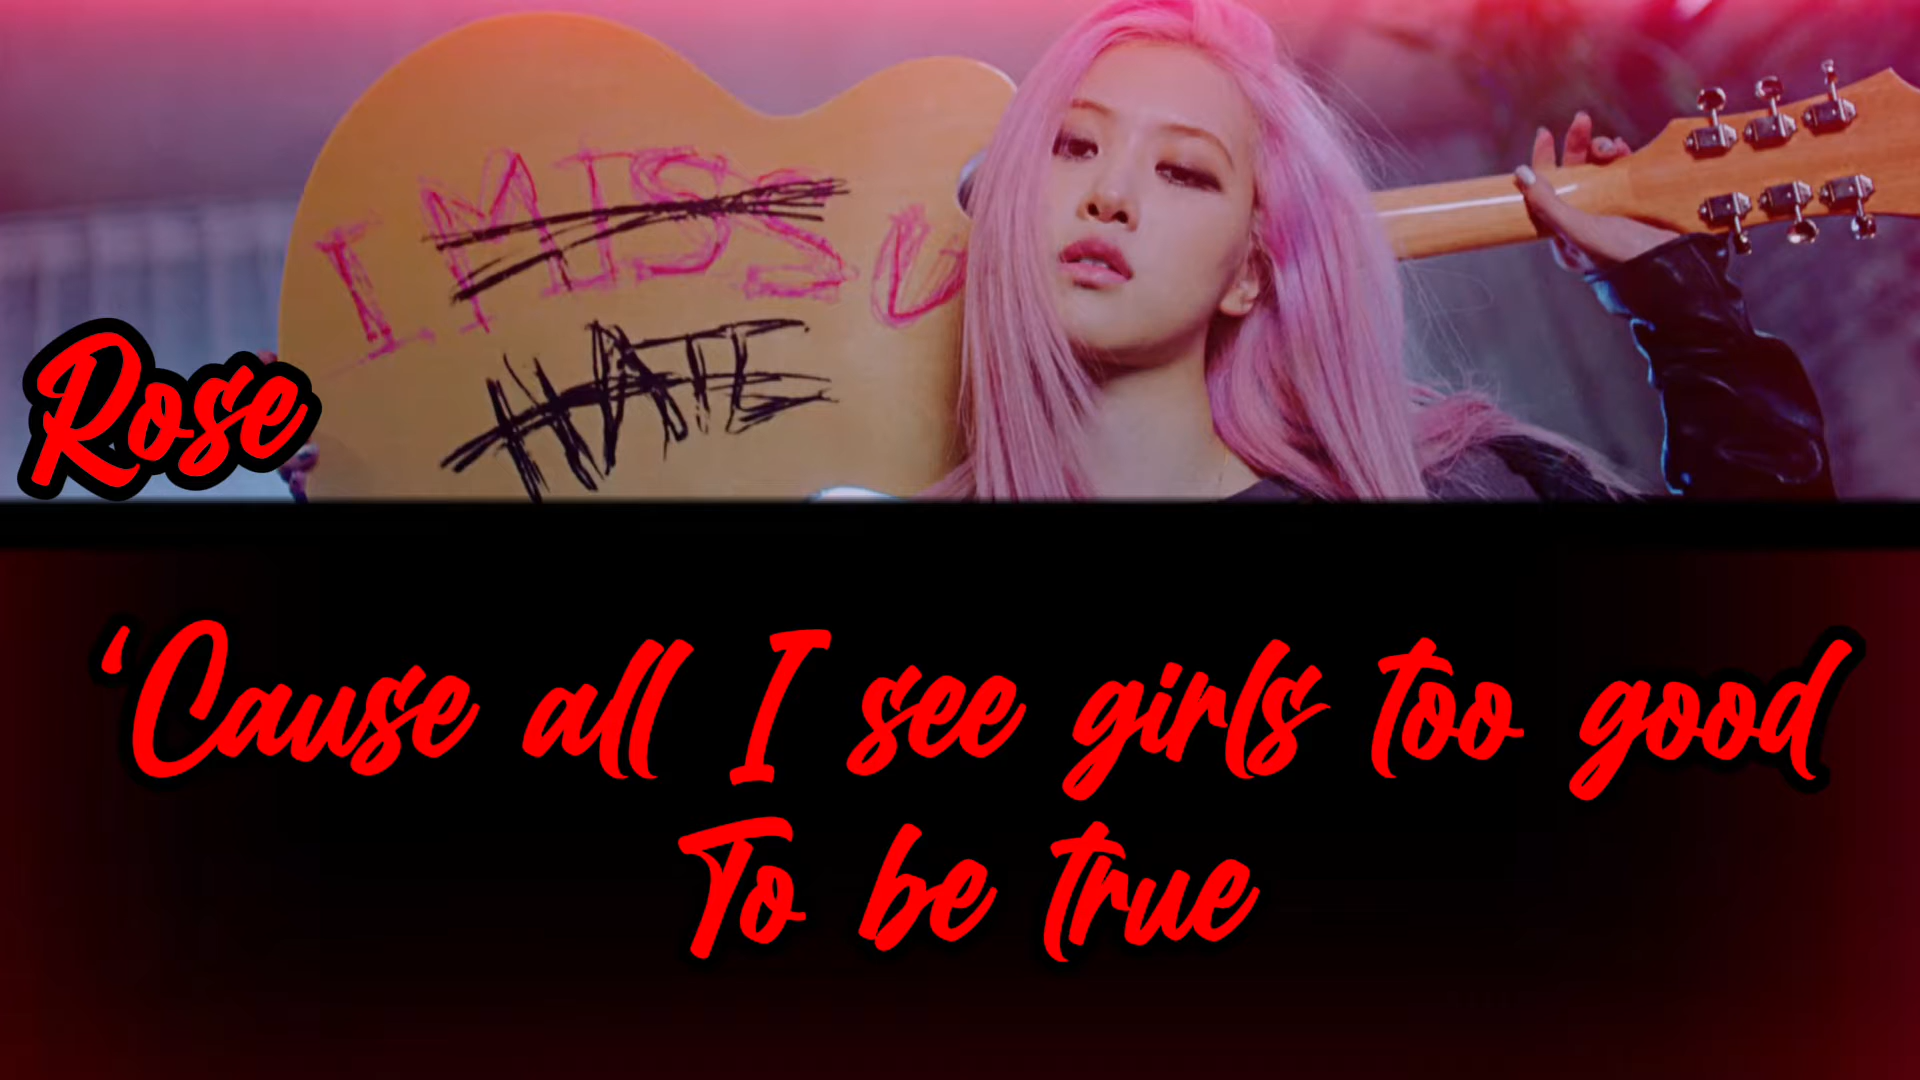 I MISS U
HATE
Rose
‘Cause all I see girls too good
To be true